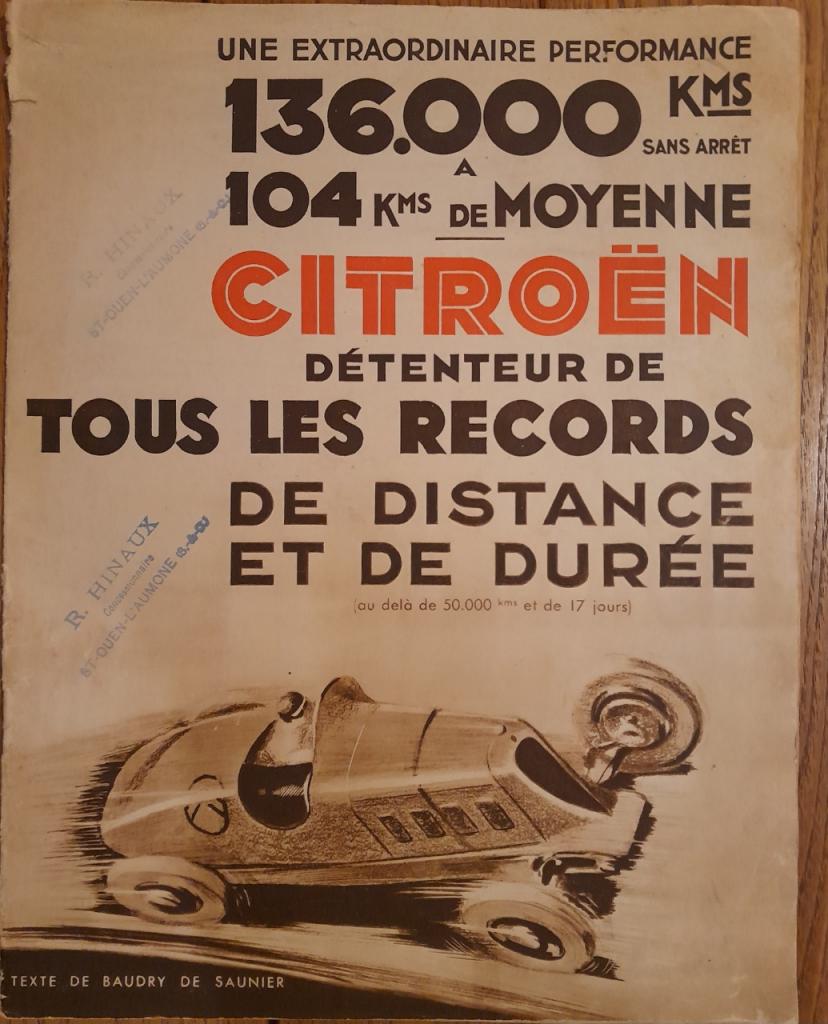 UNE EXTRAORDINAIRE PERFORMANCE
136.000 KMS
SANS ARRÊT
A
104 KMS DE MOYENNE
CITROËN
DÉTENTEUR DE
TOUS LES RECORDS
DE DISTANCE
ET DE DURÉE
(au delà de 50.000 kms et de 17 jours)
R. HINAUX
Concessionnaire
ST-OUEN-L'AUMONE (S.-&-O.)
R. HINAUX
Concessionnaire
ST-OUEN-L'AUMONE (S.-&-O.)
TEXTE DE BAUDRY DE SAUNIER